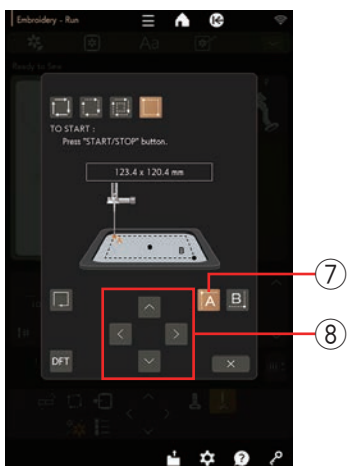 Embroidery - Run
Aa
Ready to Sew
TO START :
Press "START/STOP" button.
123.4 x 120.4 mm
A
B
A
B
⑦
⑧
DFT
×
?